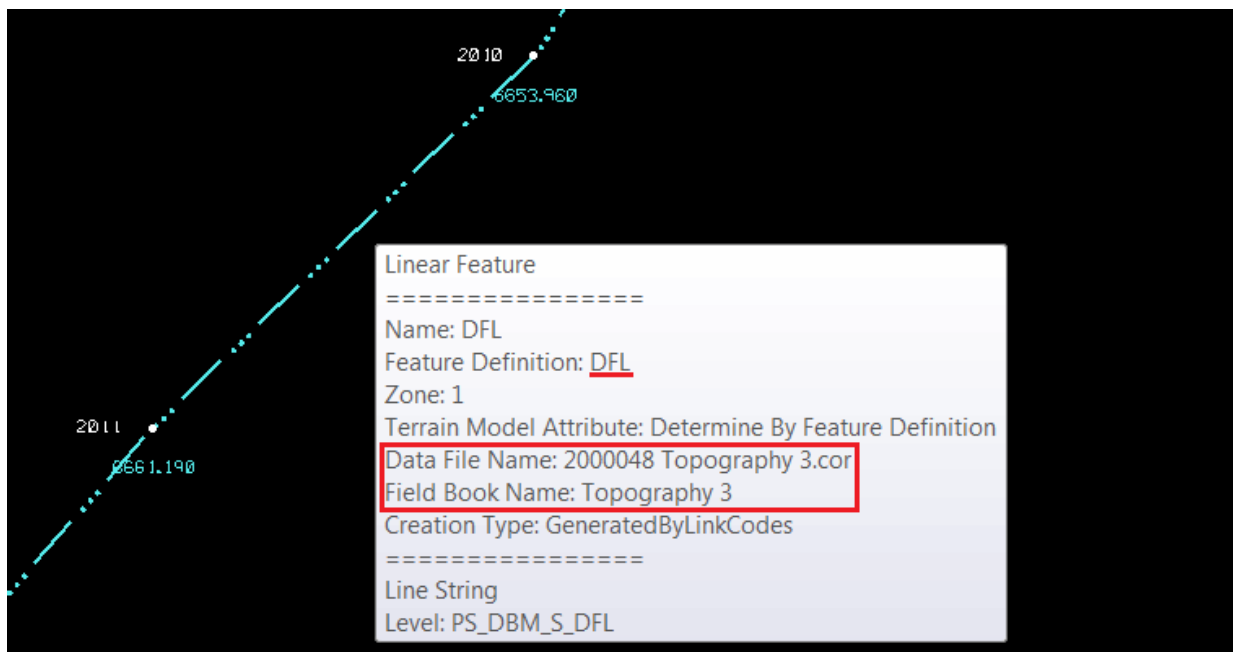 2010
6653.960
Linear Feature
================
Name: DFL
Feature Definition: DFL
Zone: 1
Terrain Model Attribute: Determine By Feature Definition
Data File Name: 2000048 Topography 3.cor
Field Book Name: Topography 3
Creation Type: GeneratedByLinkCodes
================
Line String
Level: PS_DBM_S_DFL
2011
6661.190